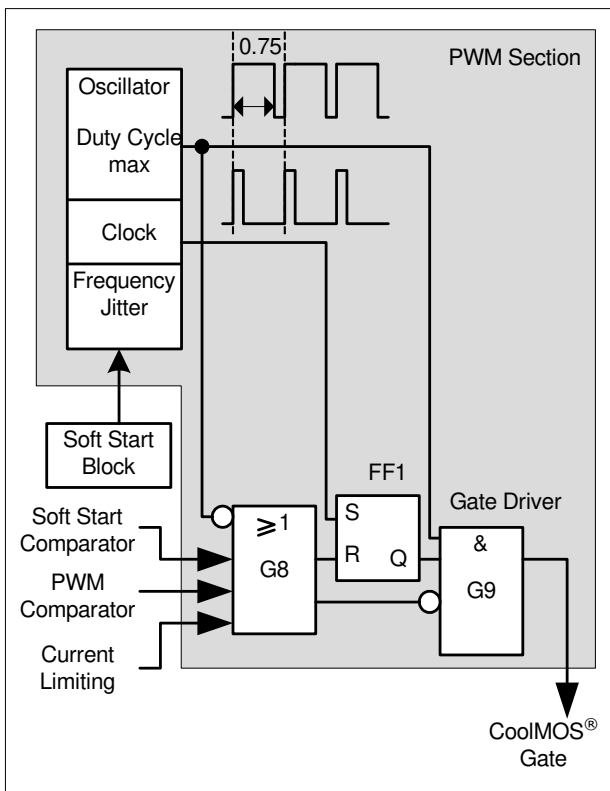 0.75
PWM Section
Oscillator
Duty Cycle
max
Clock
Frequency
Jitter
Soft Start
Block
FF1
Gate Driver
Soft Start
Comparator
PWM
Comparator
Current
Limiting
⩾1
G8
S
R
Q
&
G9
CoolMOS®
Gate